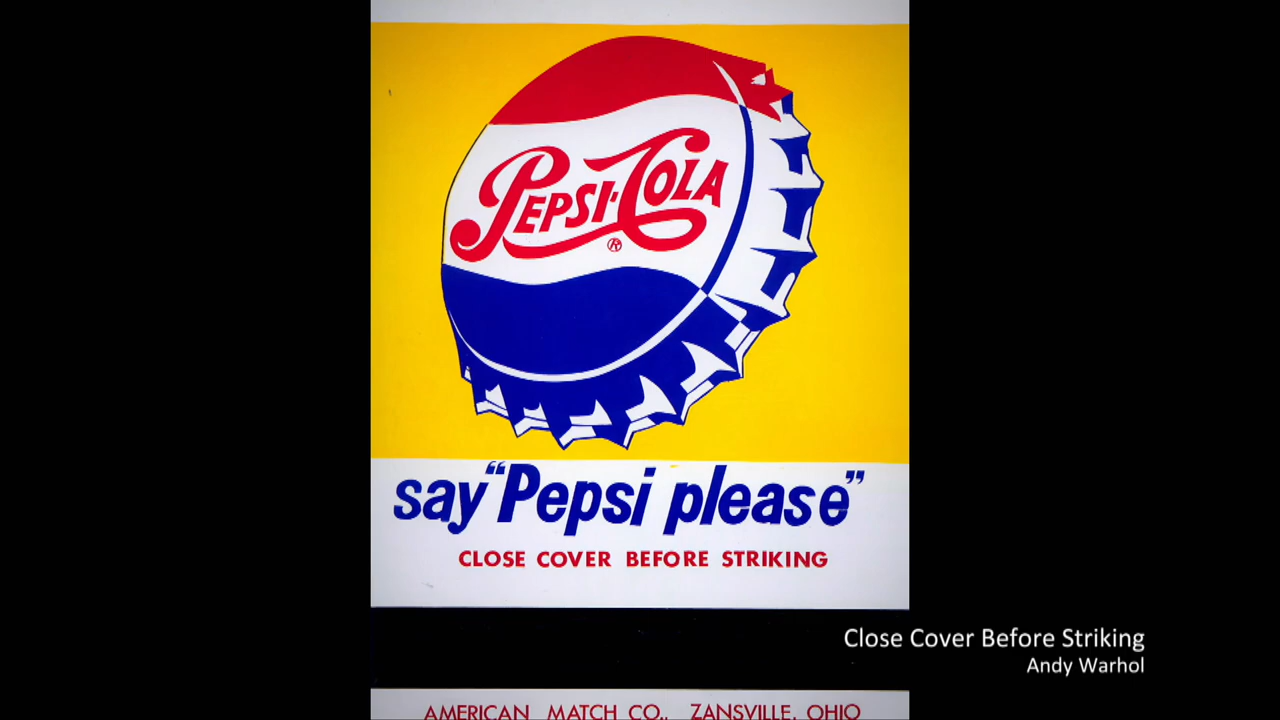 PEPSI-COLA
®
say "Pepsi please"
CLOSE COVER BEFORE STRIKING
Close Cover Before Striking
Andy Warhol
AMERICAN MATCH CO., ZANSVILLE, OHIO